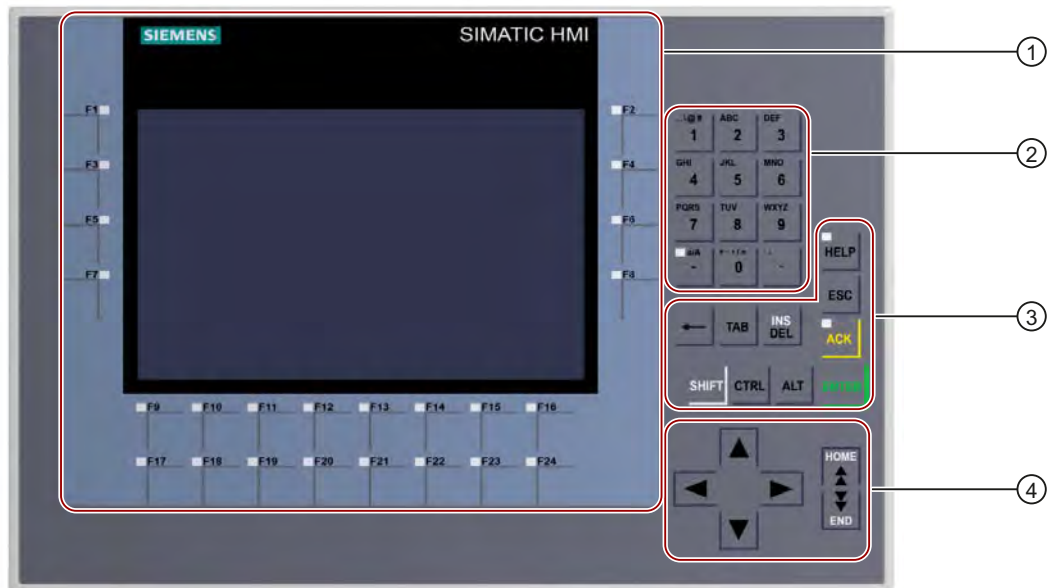 SIEMENS
SIMATIC HMI
1
F1
F2
F3
F4
F5
F6
F7
F8
ABC
DEF
1
2
3
2
GHI
JKL
MNO
4
5
6
PQRS
TUV
WXYZ
7
8
9
a/A
-
0
HELP
ESC
TAB
INS
DEL
ACK
3
SHIFT
CTRL
ALT
ENTER
F9
F10
F11
F12
F13
F14
F15
F16
F17
F18
F19
F20
F21
F22
F23
F24
HOME
END
4